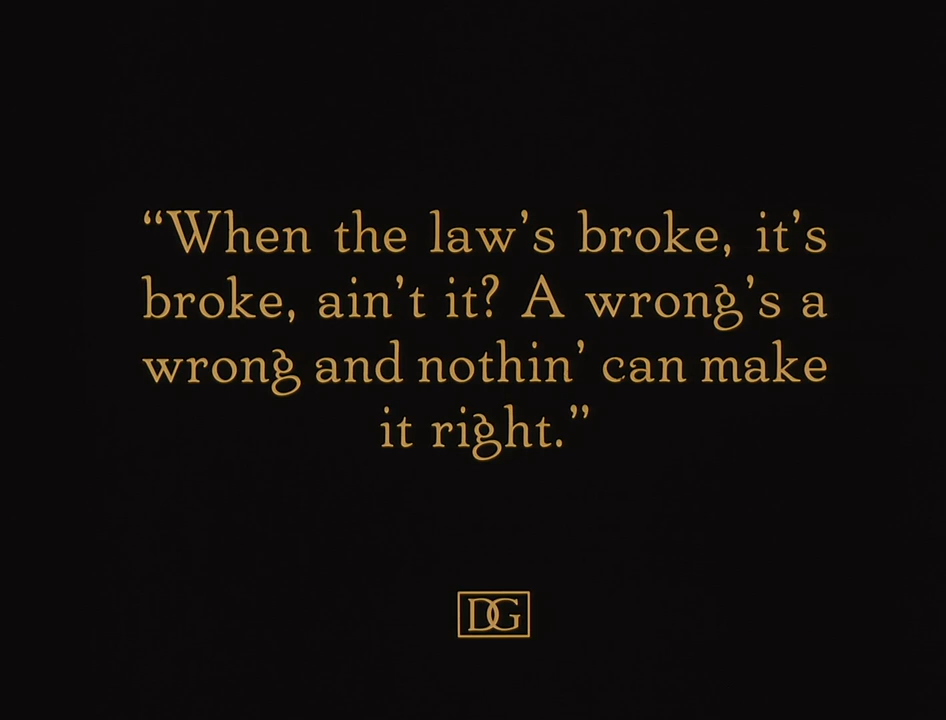 “When the law’s broke, it’s
broke, ain’t it? A wrong’s a
wrong and nothin’ can make
it right.”
DG